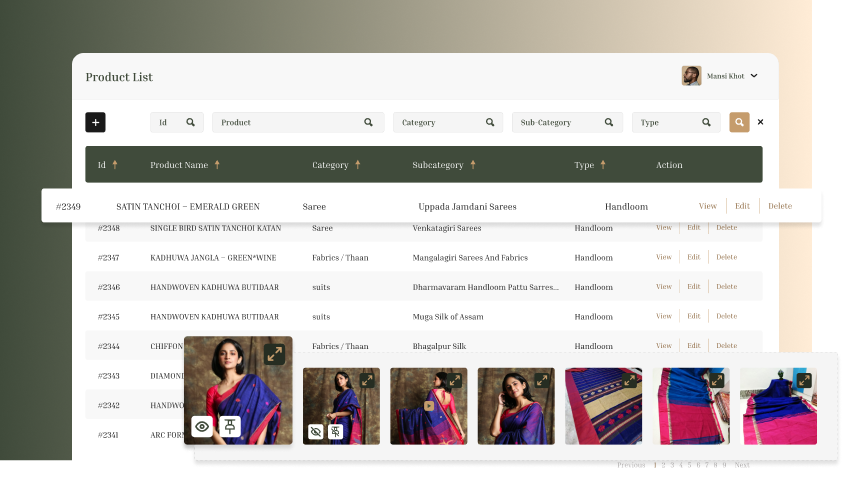 Product List
Mansi Khot
Id
Product
Category
Sub-Category
Type
Id Product Name Category Subcategory Type Action
#2349 SATIN TANCHOI – EMERALD GREEN Saree Uppada Jamdani Sarees Handloom View Edit Delete
#2348 SINGLE BIRD SATIN TANCHOI KATAN Saree Venkatagiri Sarees Handloom View Edit Delete
#2347 KADHUWA JANGLA – GREEN*WINE Fabrics / Thaan Mangalagiri Sarees And Fabrics Handloom View Edit Delete
#2346 HANDWOVEN KADHUWA BUTIDAAR suits Dharmavaram Handloom Pattu Sarres... Handloom View Edit Delete
#2345 HANDWOVEN KADHUWA BUTIDAAR suits Muga Silk of Assam Handloom View Edit Delete
#2344 CHIFFON Fabrics / Thaan Bhagalpur Silk Handloom View Edit Delete
#2343
#2342
#2341 ARC
Previous 1 2 3 4 5 6 7 8 9 Next